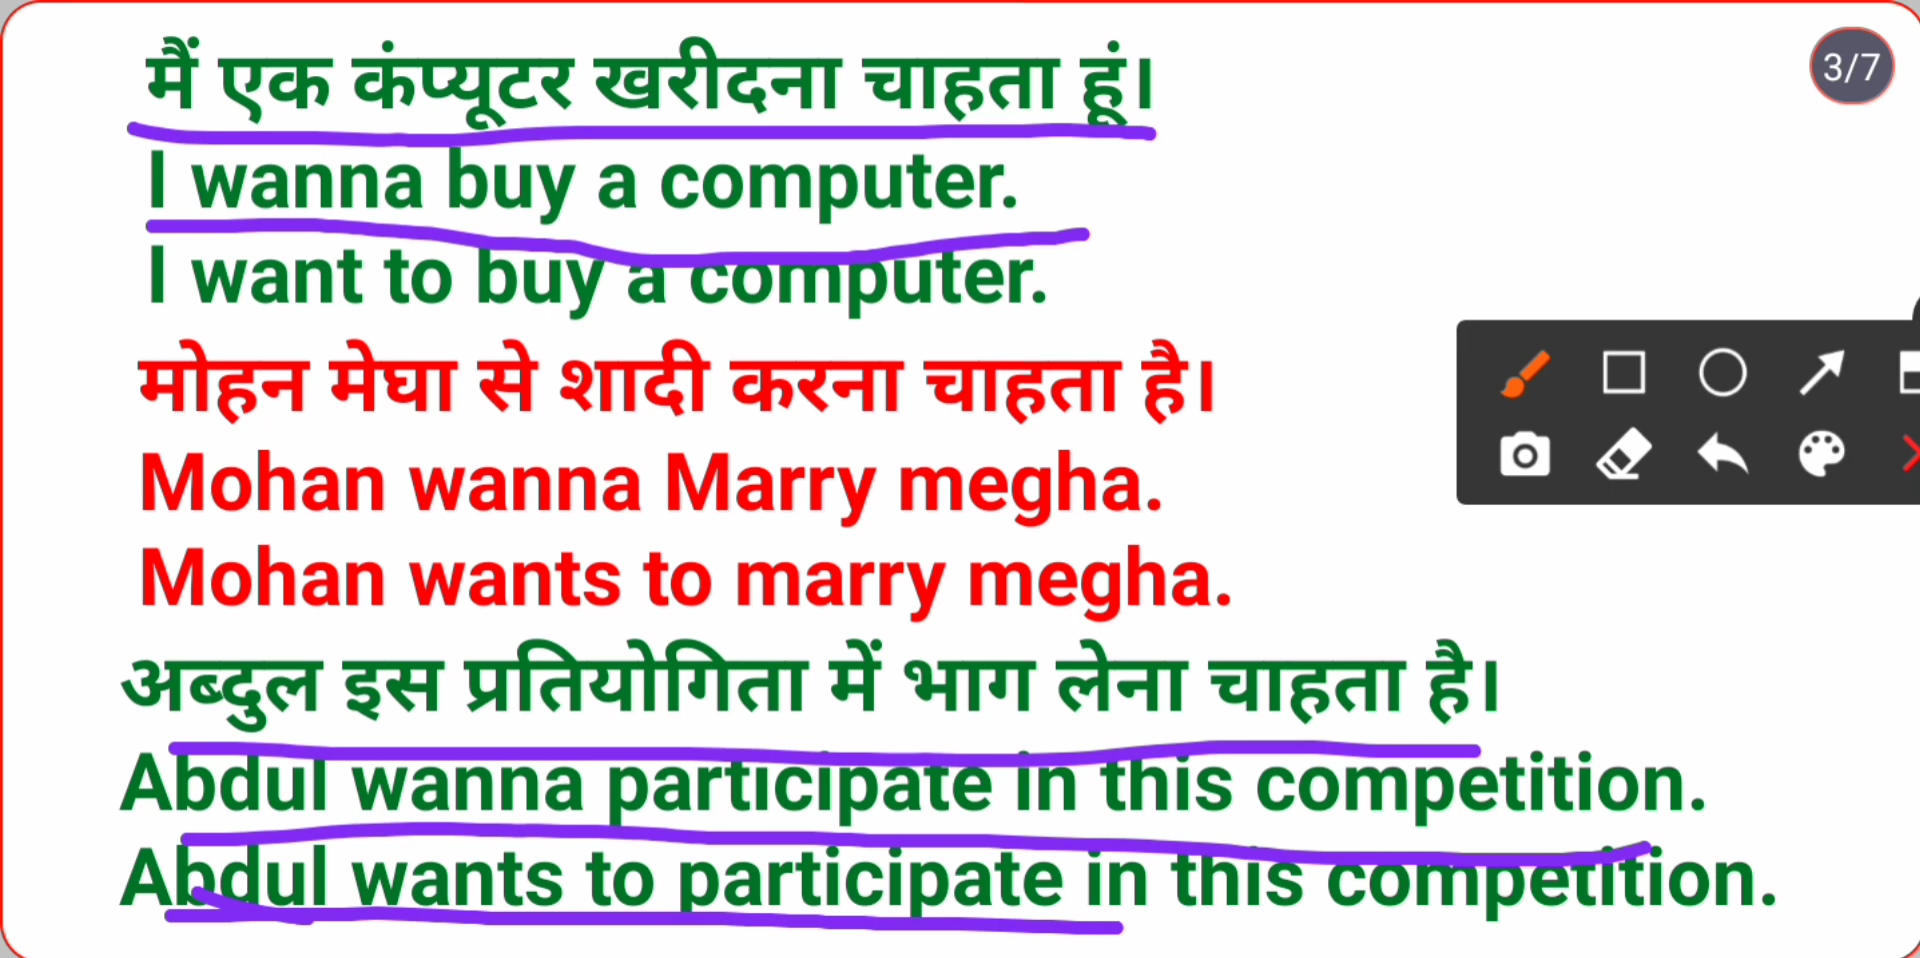 मैं एक कंप्यूटर खरीदना चाहता हूं।
3/7
I wanna buy a computer.
I want to buy a computer.
मोहन मेघा से शादी करना चाहता है।
Mohan wanna Marry megha.
Mohan wants to marry megha.
अब्दुल इस प्रतियोगिता में भाग लेना चाहता है।
Abdul wanna participate in this competition.
Abdul wants to participate in this competition.